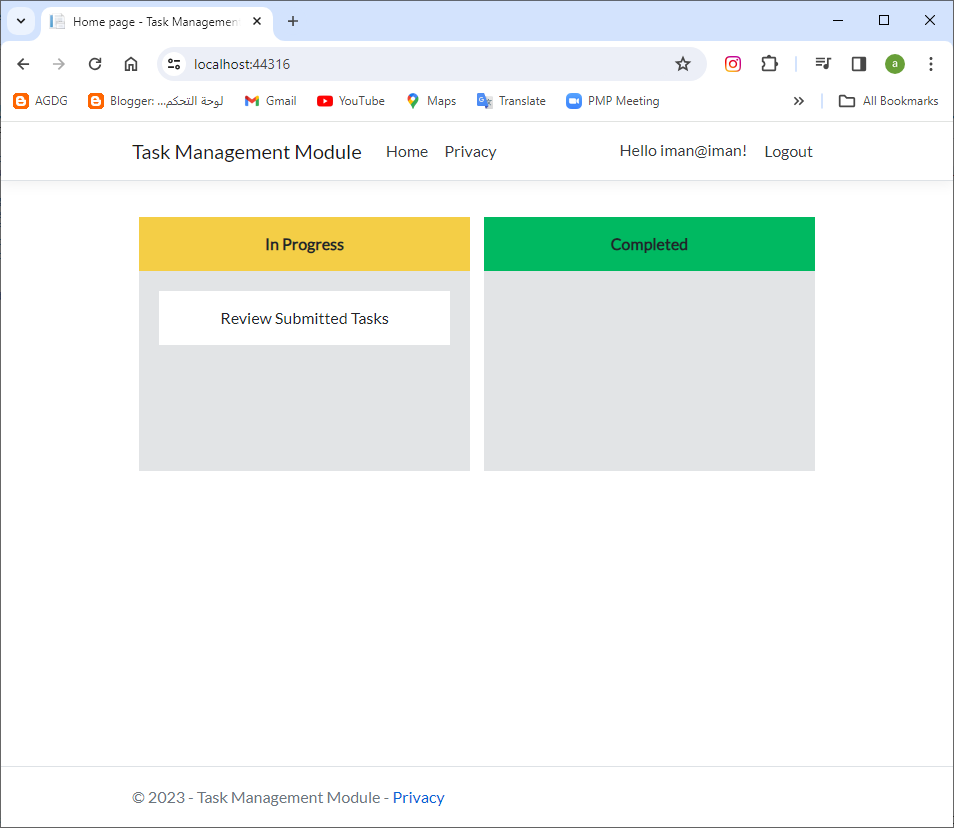 Home page - Task Management
localhost:44316
AGDG
Blogger: لوحة التحكم...
Gmail
YouTube
Maps
Translate
PMP Meeting
All Bookmarks
Task Management Module
Home
Privacy
Hello iman@iman!
Logout
a
In Progress
Completed
Review Submitted Tasks
© 2023 - Task Management Module - Privacy